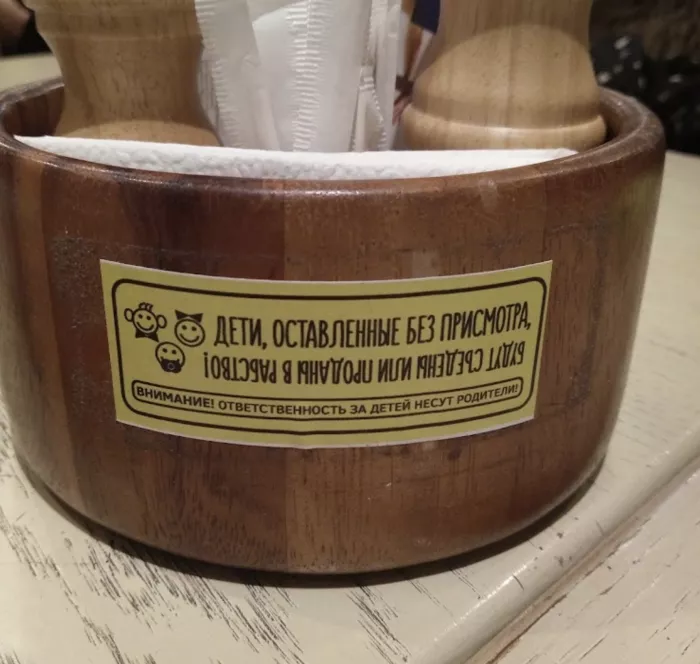 ДЕТИ, ОСТАВЛЕННЫЕ БЕЗ ПРИСМОТРА,
БУДУТ СЪЕДЕНЫ ИЛИ ПРОДАНЫ В РАБСТВО!
ВНИМАНИЕ! ОТВЕТСТВЕННОСТЬ ЗА ДЕТЕЙ НЕСУТ РОДИТЕЛИ!